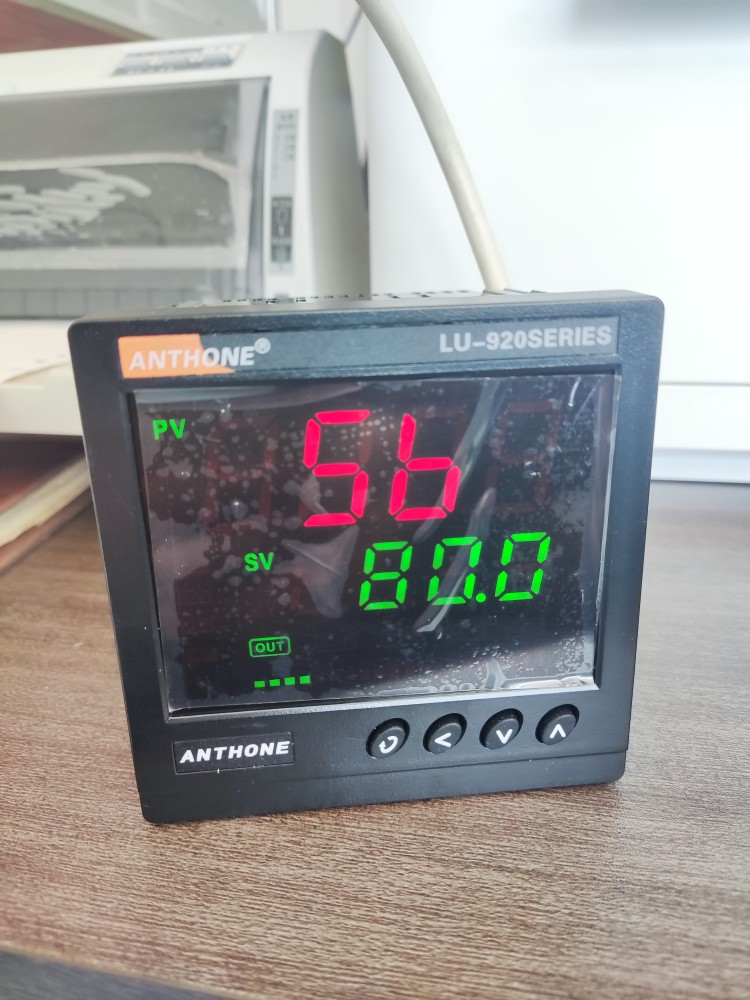 ANTHONE® LU-920SERIES
PV
Sb
SV 80.0
OUT
ANTHONE ↻ < ∨ ∧